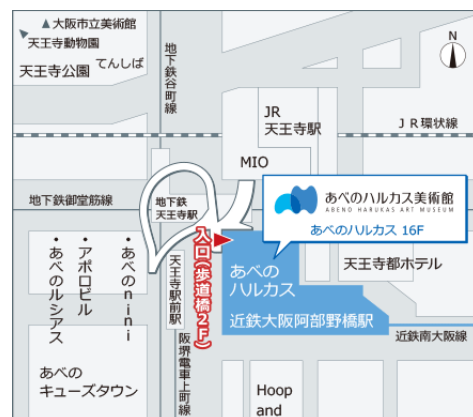 ▲大阪市立美術館
天王寺動物園
てんしば
天王寺公園
地下鉄谷町線
N
JR
天王寺駅
JR環状線
MIO
地下鉄御堂筋線
地下鉄
天王寺駅
あべのハルカス美術館
ABENO HARUKAS ART MUSEUM
あべのハルカス 16F
入口(歩道橋2F)
・あべのnini
・アポロビル
・あべのルシアス
天王寺駅前駅
あべの
ハルカス
天王寺都ホテル
近鉄大阪阿部野橋駅
近鉄南大阪線
阪堺電車上町線
あべの
キューズタウン
Hoop
and